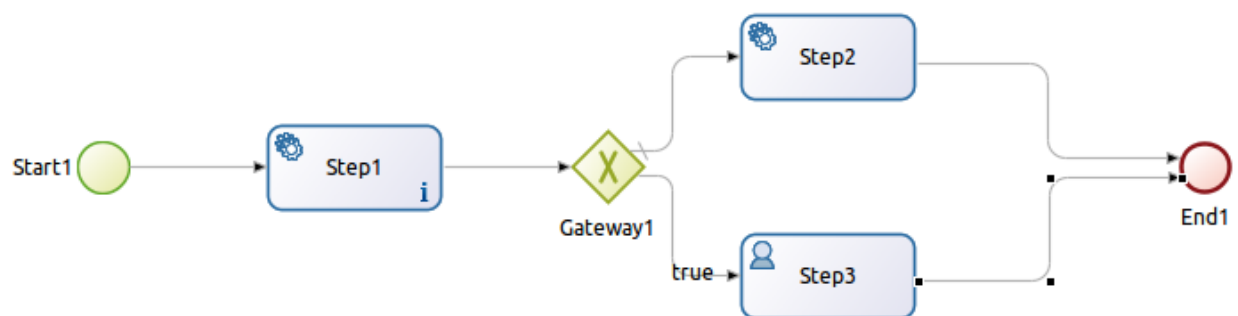 Start1
Step1
i
Gateway1
Step2
true
Step3
End1